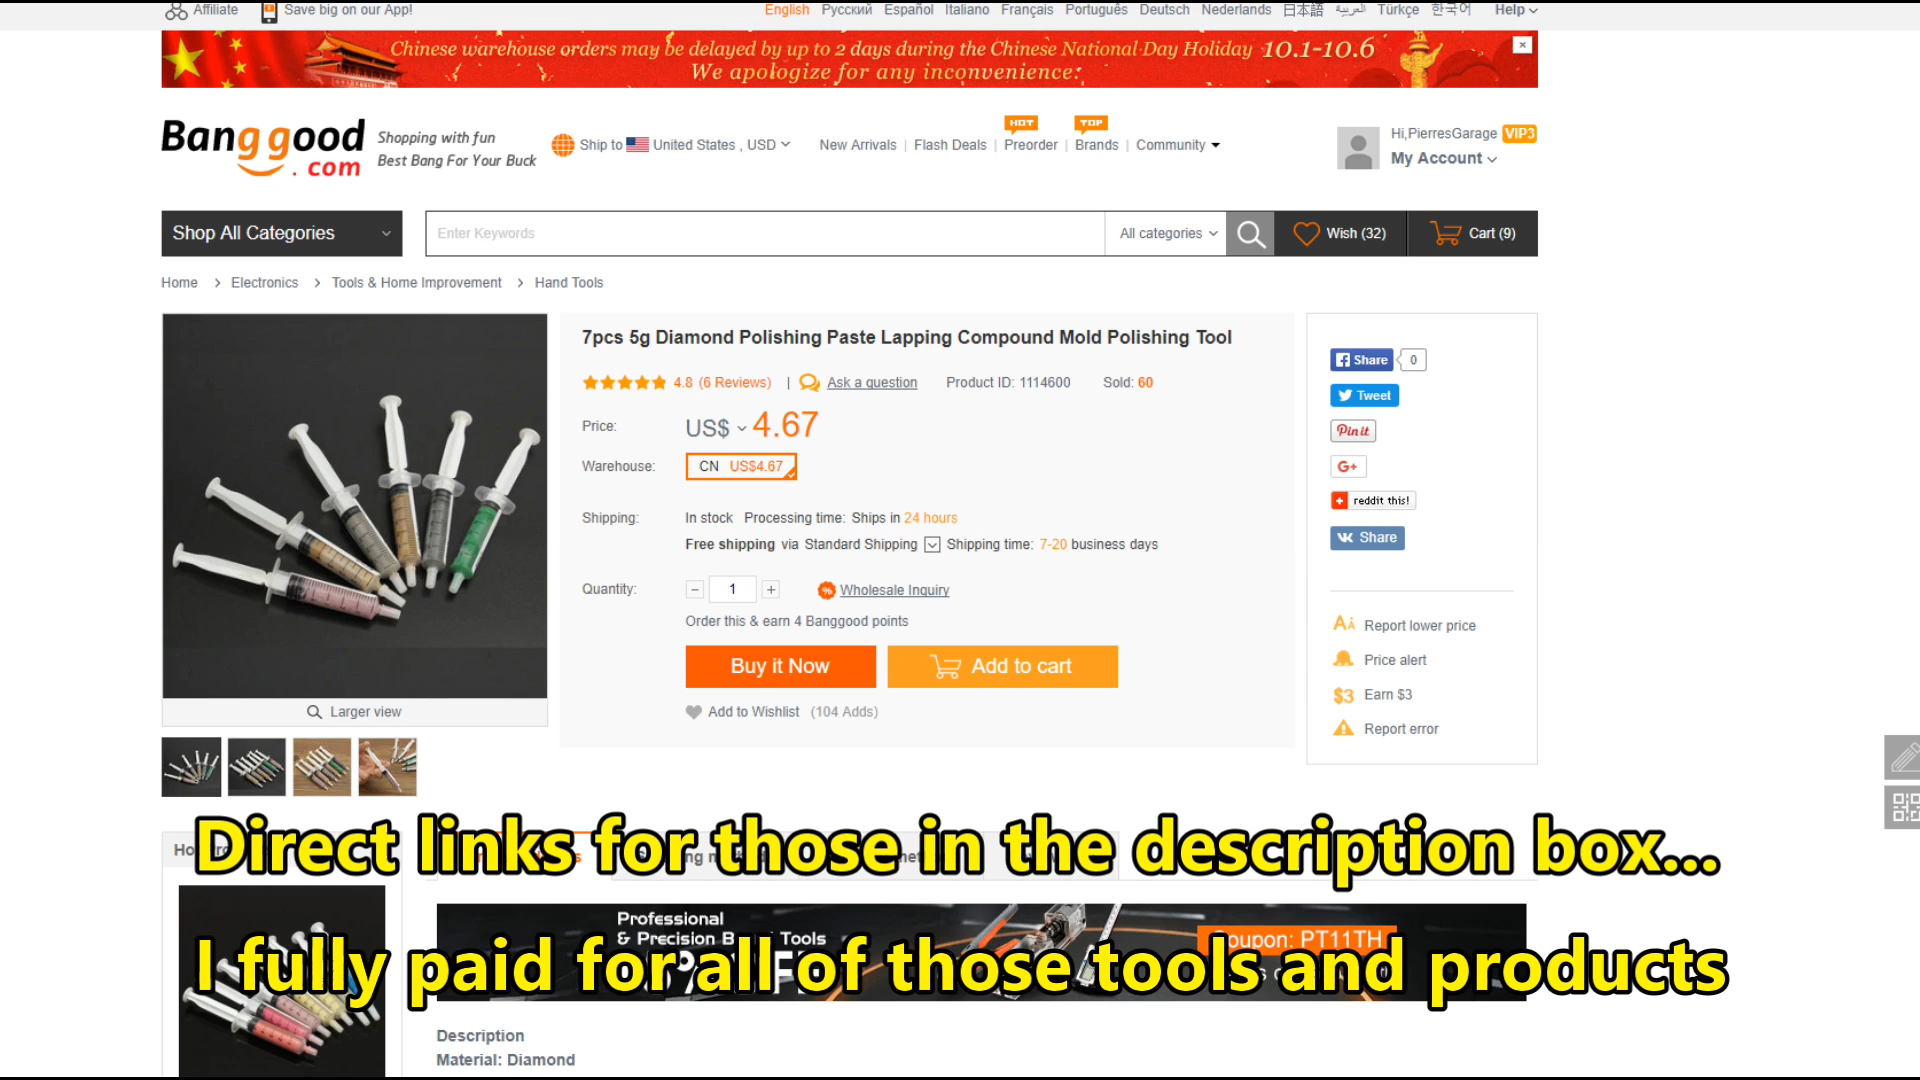 Affiliate Save big on our App! English Русский Español Italiano Français Português Deutsch Nederlands 日本語 العربية Türkçe 한국어 Help
Chinese warehouse orders may be delayed by up to 2 days during the Chinese National Day Holiday 10.1-10.6
We apologize for any inconvenience!
Banggood.com
Shopping with fun
Best Bang For Your Buck
Ship to United States , USD
New Arrivals | Flash Deals | HOT Preorder | TOP Brands | Community
Hi,PierresGarage VIP3
My Account
Shop All Categories
Enter Keywords
All categories
Wish (32)
Cart (9)
Home > Electronics > Tools & Home Improvement > Hand Tools
7pcs 5g Diamond Polishing Paste Lapping Compound Mold Polishing Tool
4.8 (6 Reviews) | Ask a question Product ID: 1114600 Sold: 60
Price: US$ 4.67
Warehouse: CN US$4.67
Shipping: In stock Processing time: Ships in 24 hours
Free shipping via Standard Shipping Shipping time: 7-20 business days
Quantity: - 1 + % Wholesale Inquiry
Order this & earn 4 Banggood points
Buy it Now
Add to cart
Add to Wishlist (104 Adds)
Larger view
Share 0
Tweet
Pin it
G+
reddit this!
Share
Report lower price
Price alert
$3 Earn $3
Report error
Direct links for those in the description box...
Professional
& Precision B Tools
Coupon: PT11TH
I fully paid for all of those tools and products
Description
Material: Diamond